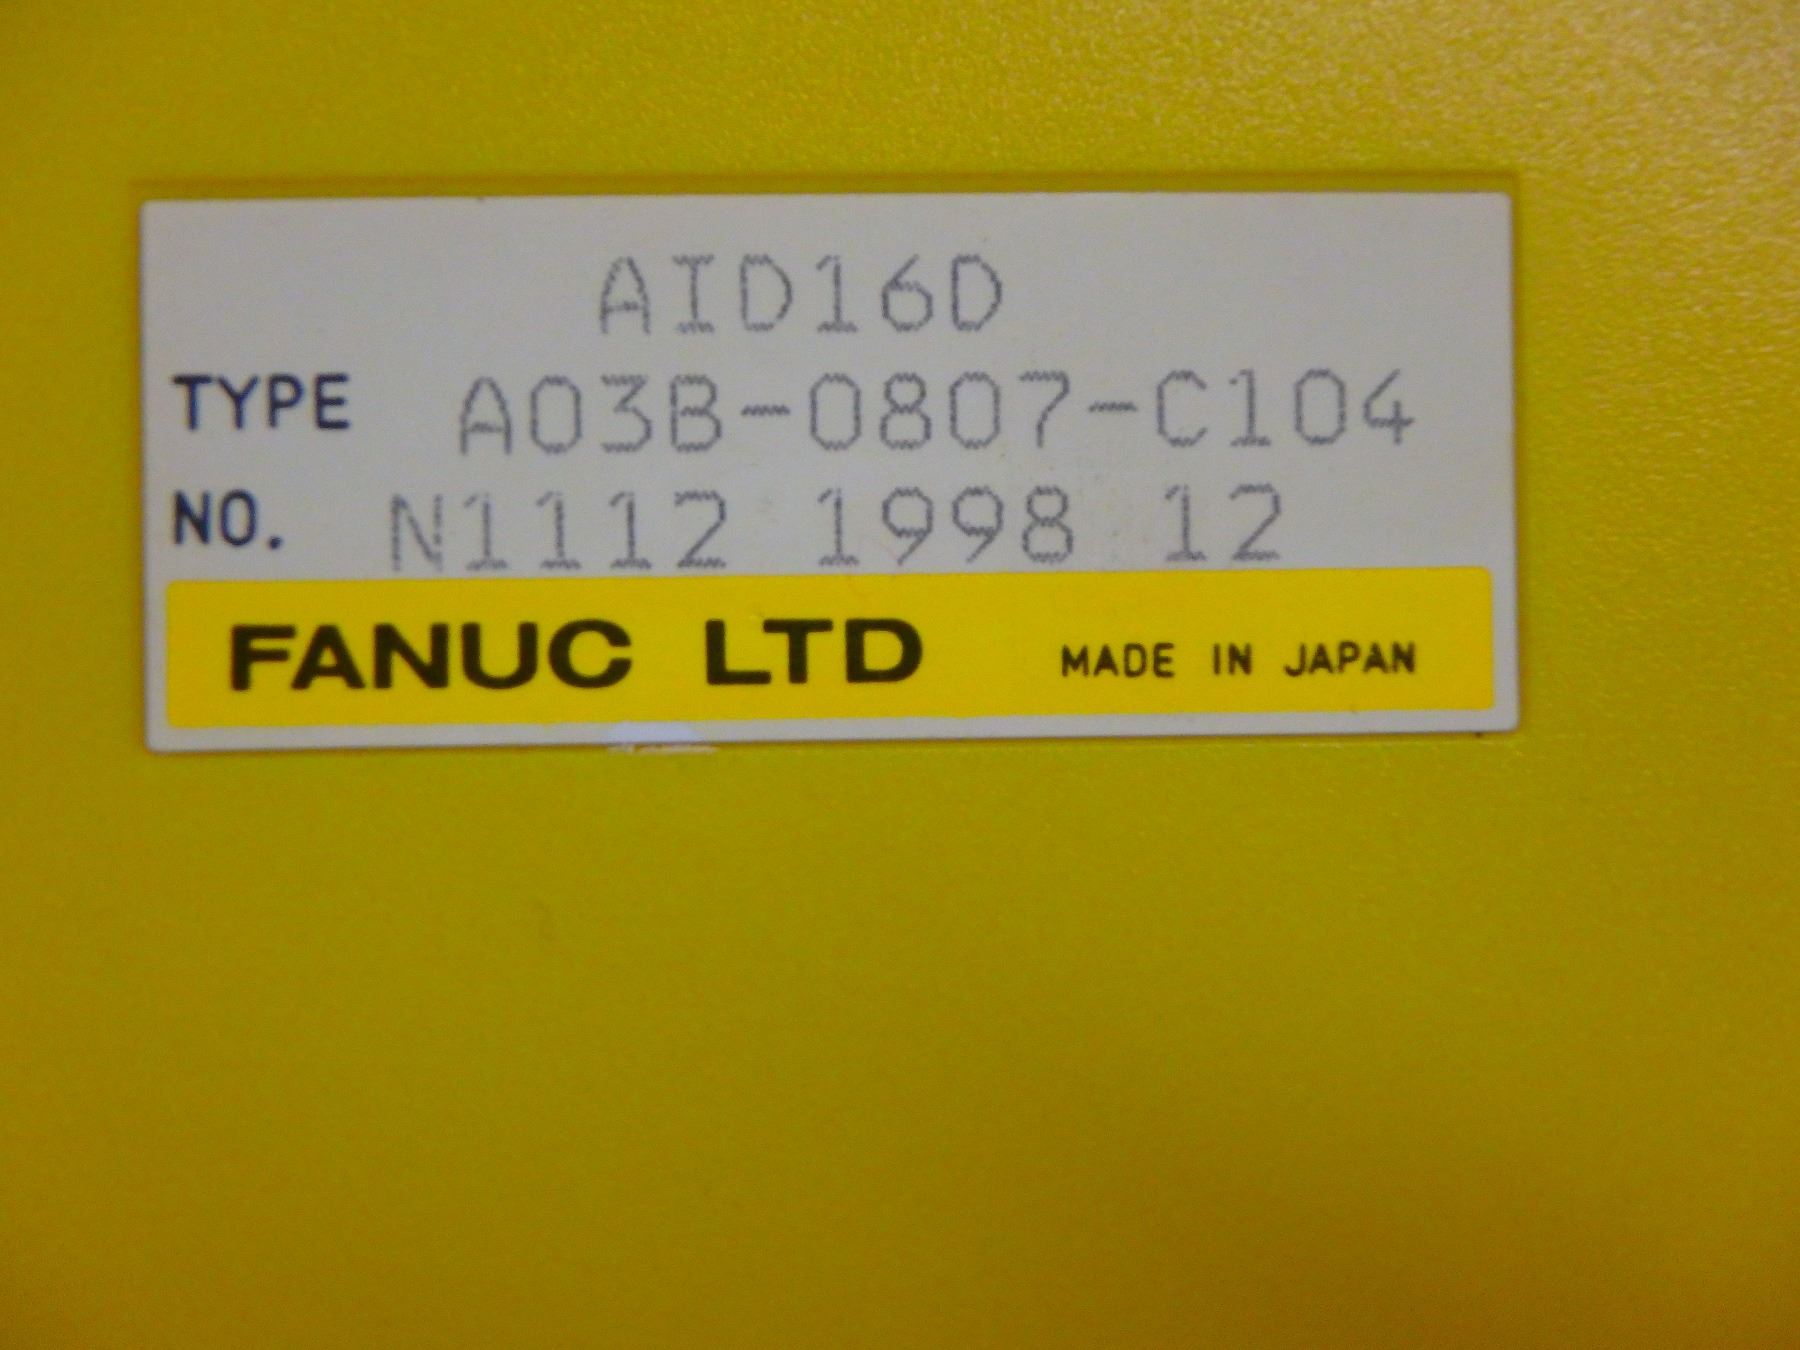 AID16D
TYPE A03B-0807-C104
NO. N1112 1998 12
FANUC LTD MADE IN JAPAN